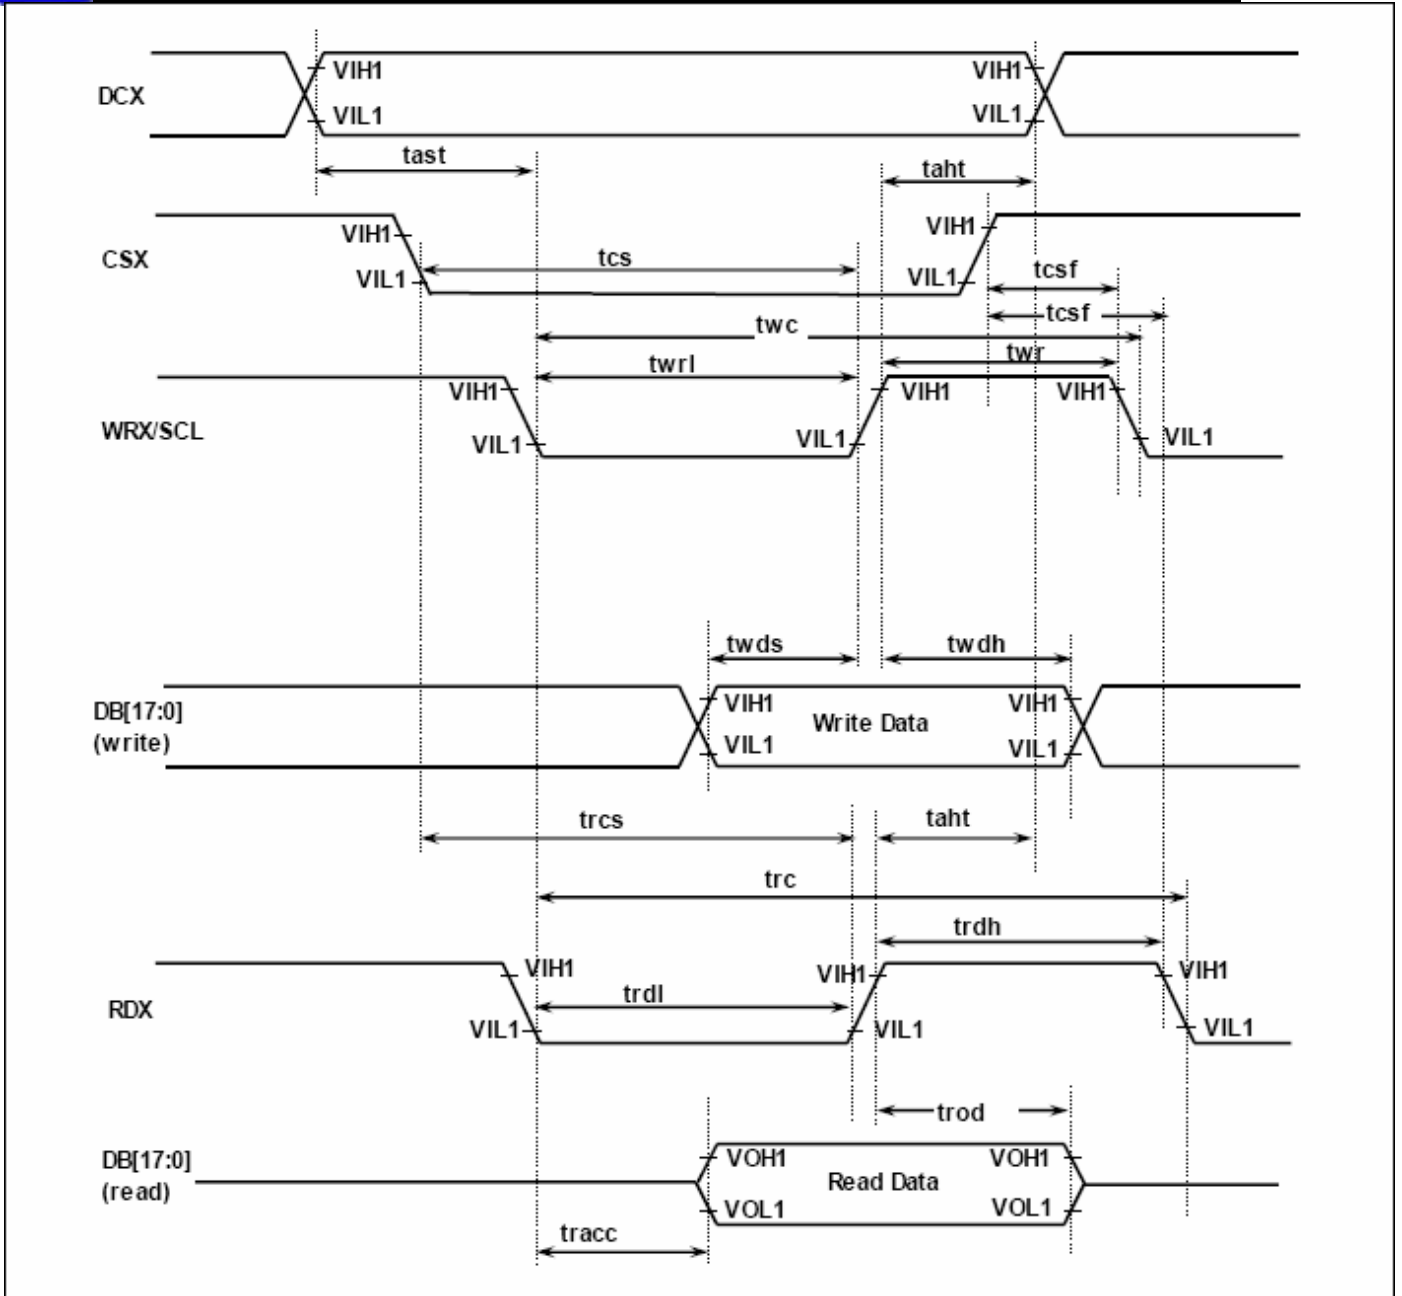 VIH1 VIH1
DCX
VIL1 VIL1
tast taht
VIH1 VIH1
CSX tcs
VIL1 VIL1 tcsf
tcsf
twc
twr
twrl
VIH1 VIH1 VIH1
WRX/SCL
VIL1 VIL1 VIL1
twds twdh
VIH1 VIH1
DB[17:0] Write Data
(write) VIL1 VIL1
trcs taht
trc
trdh
VIH1 VIH1 VIH1
trdl
RDX
VIL1 VIL1 VIL1
trod
DB[17:0] VOH1 VOH1
(read) Read Data
VOL1 VOL1
tracc